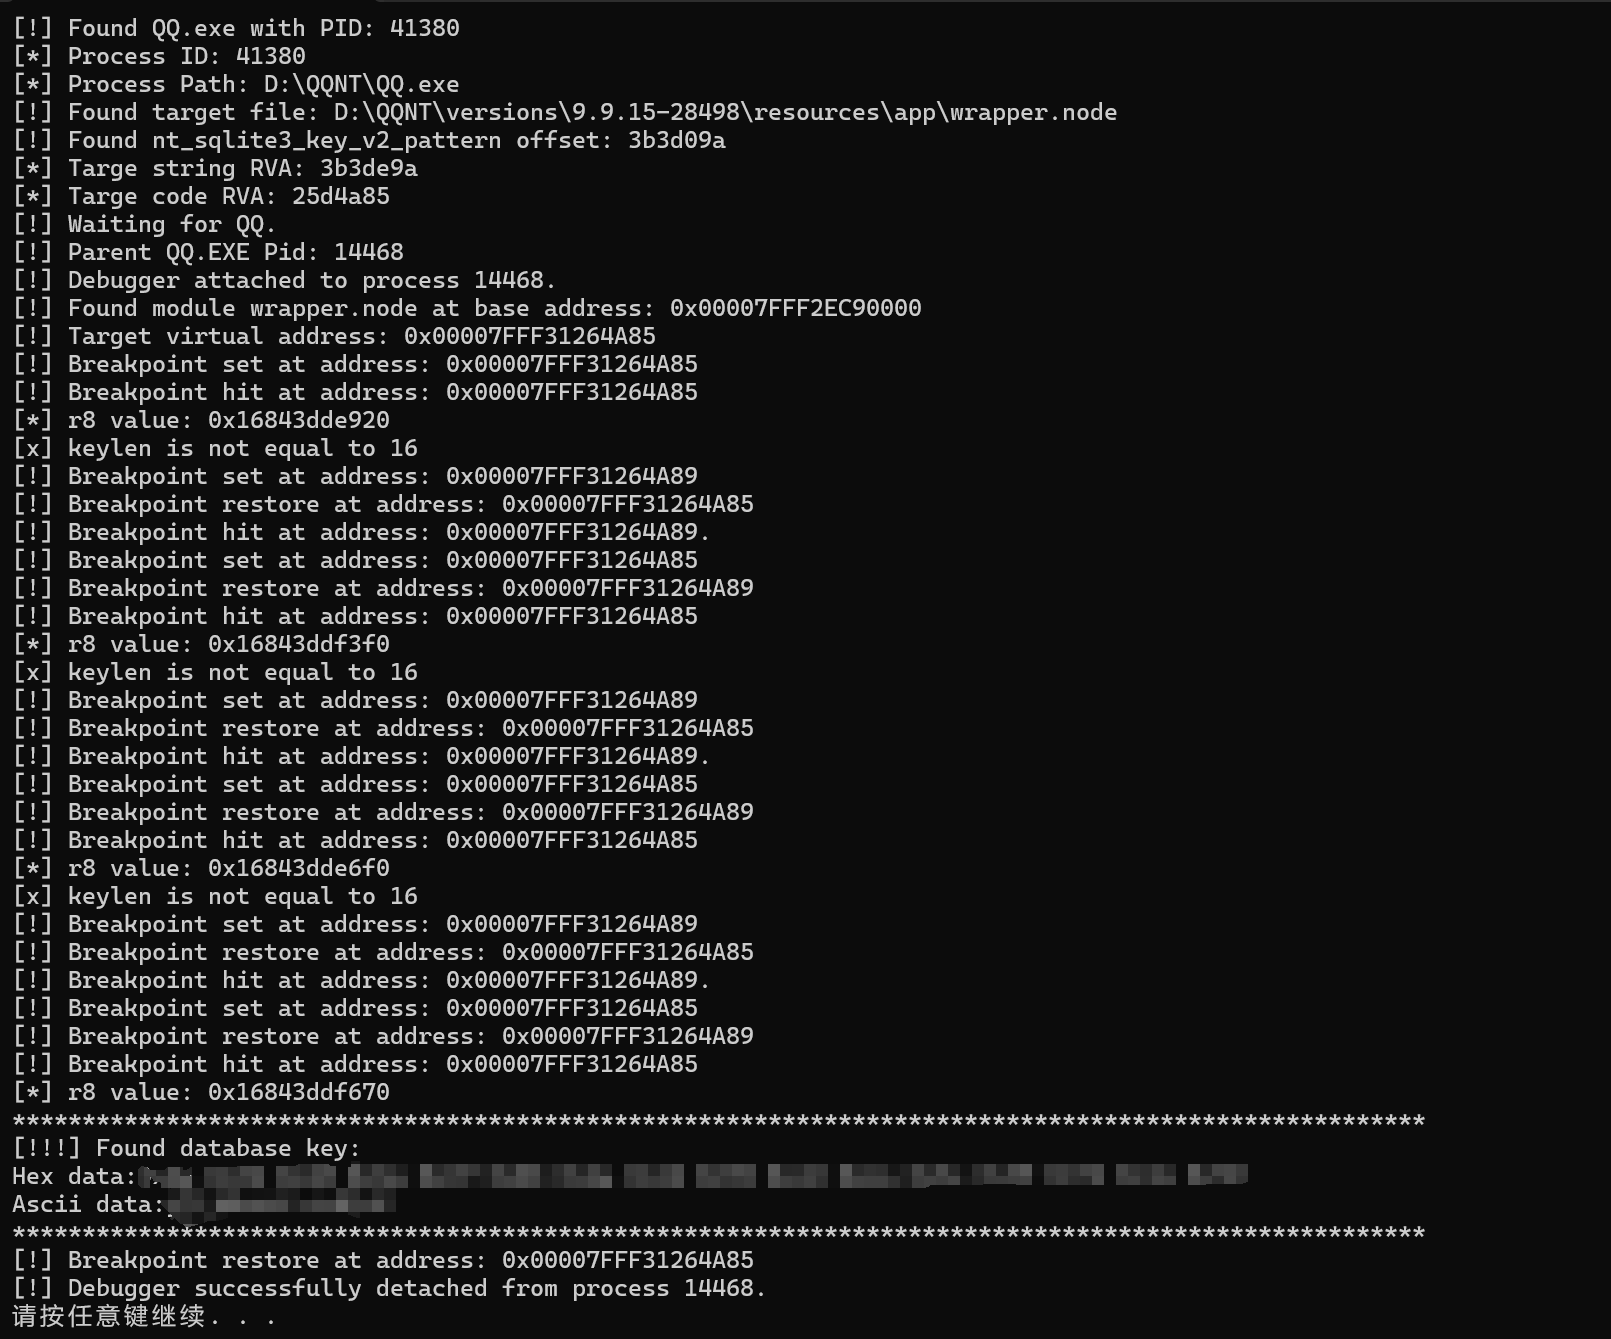 [!] Found QQ.exe with PID: 41380
[*] Process ID: 41380
[*] Process Path: D:\QQNT\QQ.exe
[!] Found target file: D:\QQNT\versions\9.9.15-28498\resources\app\wrapper.node
[!] Found nt_sqlite3_key_v2_pattern offset: 3b3d09a
[*] Targe string RVA: 3b3de9a
[*] Targe code RVA: 25d4a85
[!] Waiting for QQ.
[!] Parent QQ.EXE Pid: 14468
[!] Debugger attached to process 14468.
[!] Found module wrapper.node at base address: 0x00007FFF2EC90000
[!] Target virtual address: 0x00007FFF31264A85
[!] Breakpoint set at address: 0x00007FFF31264A85
[!] Breakpoint hit at address: 0x00007FFF31264A85
[*] r8 value: 0x16843dde920
[x] keylen is not equal to 16
[!] Breakpoint set at address: 0x00007FFF31264A89
[!] Breakpoint restore at address: 0x00007FFF31264A85
[!] Breakpoint hit at address: 0x00007FFF31264A89.
[!] Breakpoint set at address: 0x00007FFF31264A85
[!] Breakpoint restore at address: 0x00007FFF31264A89
[!] Breakpoint hit at address: 0x00007FFF31264A85
[*] r8 value: 0x16843ddf3f0
[x] keylen is not equal to 16
[!] Breakpoint set at address: 0x00007FFF31264A89
[!] Breakpoint restore at address: 0x00007FFF31264A85
[!] Breakpoint hit at address: 0x00007FFF31264A89.
[!] Breakpoint set at address: 0x00007FFF31264A85
[!] Breakpoint restore at address: 0x00007FFF31264A89
[!] Breakpoint hit at address: 0x00007FFF31264A85
[*] r8 value: 0x16843dde6f0
[x] keylen is not equal to 16
[!] Breakpoint set at address: 0x00007FFF31264A89
[!] Breakpoint restore at address: 0x00007FFF31264A85
[!] Breakpoint hit at address: 0x00007FFF31264A89.
[!] Breakpoint set at address: 0x00007FFF31264A85
[!] Breakpoint restore at address: 0x00007FFF31264A89
[!] Breakpoint hit at address: 0x00007FFF31264A85
[*] r8 value: 0x16843ddf670
*****************************************************************************************************
[!!!] Found database key:
Hex data:
Ascii data:
*****************************************************************************************************
[!] Breakpoint restore at address: 0x00007FFF31264A85
[!] Debugger successfully detached from process 14468.
请按任意键继续. . .